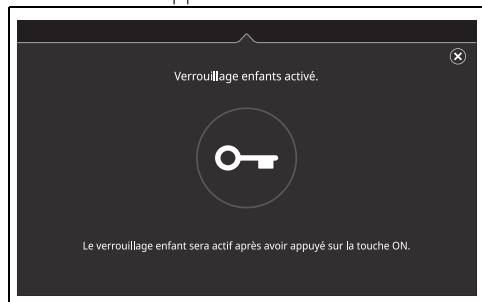 Verrouillage enfants activé.
Le verrouillage enfant sera actif après avoir appuyé sur la touche ON.